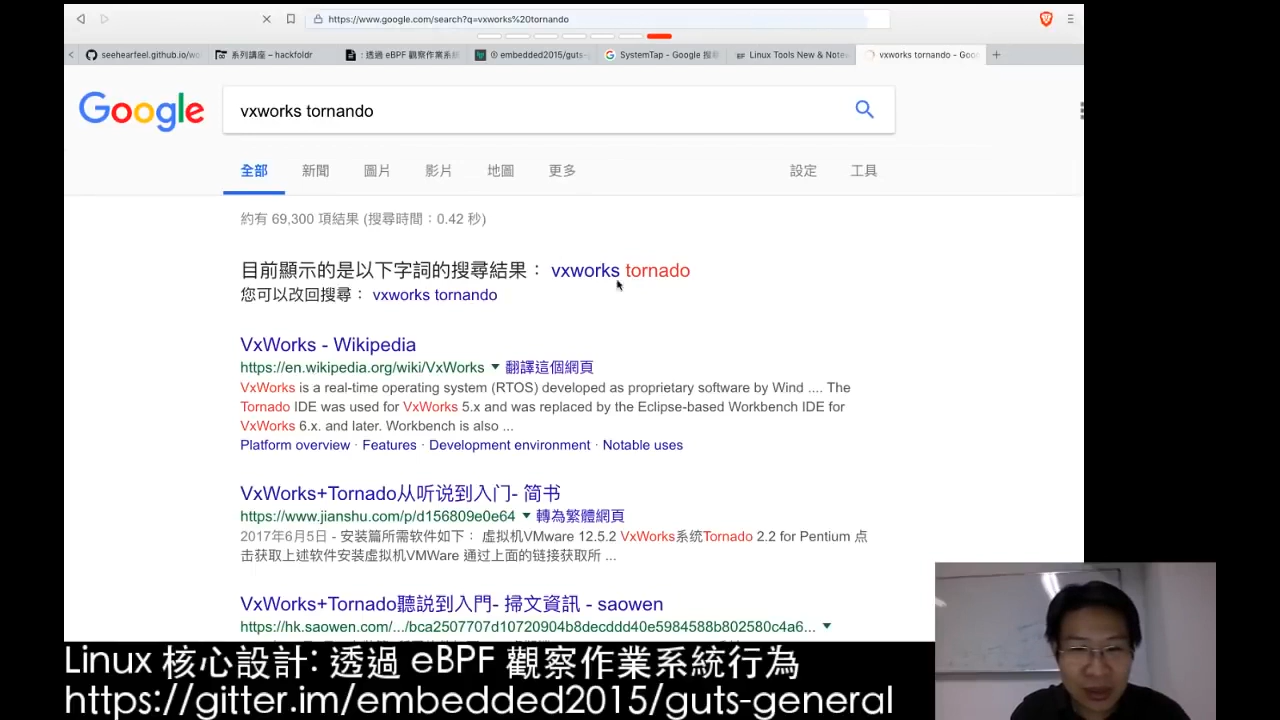 https://www.google.com/search?q=vxworks%20tornando
seehearfeel.github.io/wo
系列講座 – hackfoldr
: 透過 eBPF 觀察作業系統
embedded2015/guts-
SystemTap - Google 搜尋
Linux Tools New & Note
vxworks tornando - Goo
Google
vxworks tornando
全部 新聞 圖片 影片 地圖 更多 設定 工具
約有 69,300 項結果 (搜尋時間：0.42 秒)
目前顯示的是以下字詞的搜尋結果： vxworks tornado
您可以改回搜尋： vxworks tornando
VxWorks - Wikipedia
https://en.wikipedia.org/wiki/VxWorks ▼ 翻譯這個網頁
VxWorks is a real-time operating system (RTOS) developed as proprietary software by Wind .... The
Tornado IDE was used for VxWorks 5.x and was replaced by the Eclipse-based Workbench IDE for
VxWorks 6.x. and later. Workbench is also ...
Platform overview · Features · Development environment · Notable uses
VxWorks+Tornado从听说到入门- 简书
https://www.jianshu.com/p/d156809e0e64 ▼ 轉為繁體網頁
2017年6月5日 - 安装篇所需软件如下： 虚拟机VMware 12.5.2 VxWorks系统Tornado 2.2 for Pentium 点
击获取上述软件安装虚拟机VMWare 通过上面的链接获取所 ...
VxWorks+Tornado聽説到入門- 掃文資訊 - saowen
https://hk.saowen.com/.../bca2507707d10720904b8decddd40e5984588b802580c4a6... ▼
Linux 核心設計: 透過 eBPF 觀察作業系統行為
https://gitter.im/embedded2015/guts-general